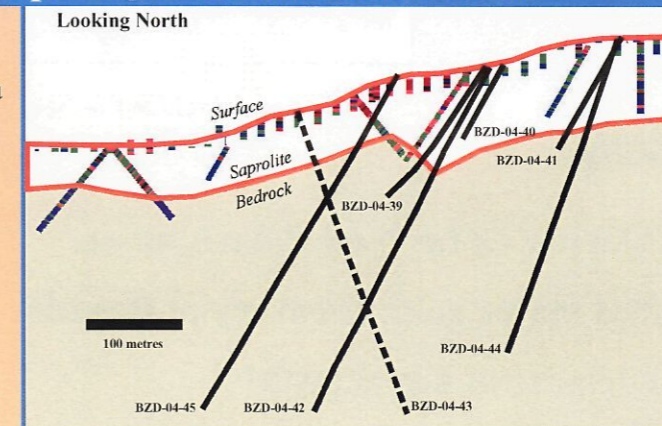 Looking North
Surface
Saprolite
Bedrock
BZD-04-40
BZD-04-41
BZD-04-39
100 metres
BZD-04-44
BZD-04-45
BZD-04-42
BZD-04-43